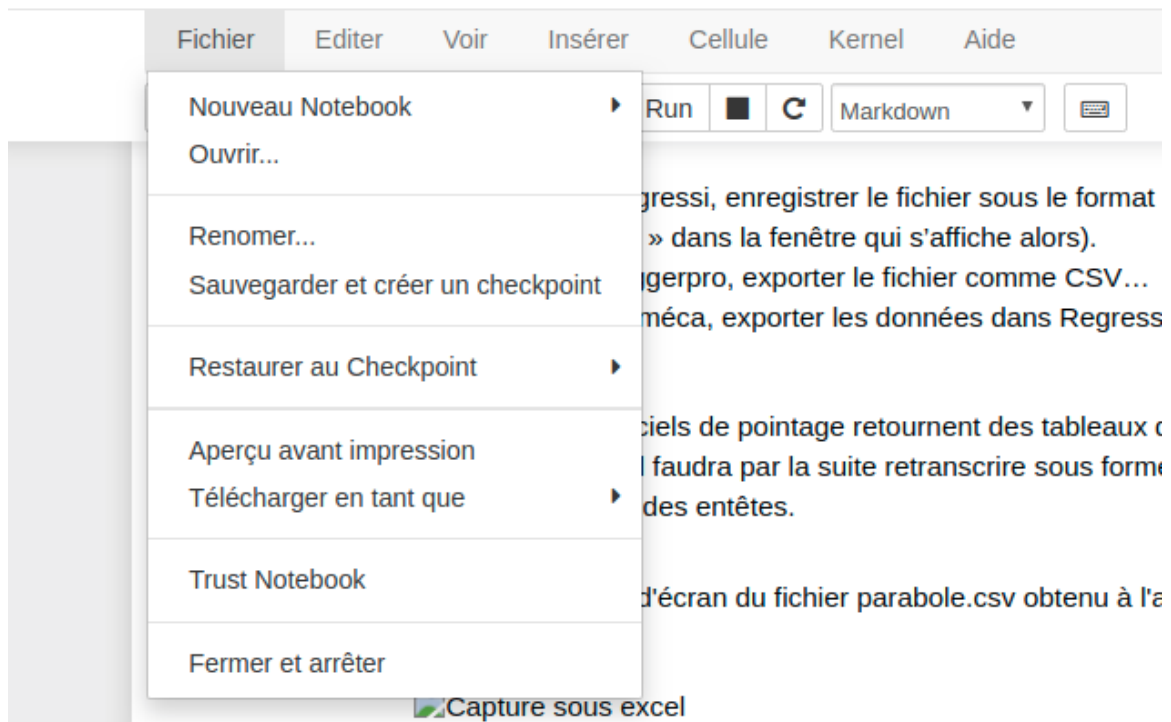 Fichier Editer Voir Insérer Cellule Kernel Aide
Run Markdown
Nouveau Notebook
Ouvrir...
Renomer...
Sauvegarder et créer un checkpoint
Restaurer au Checkpoint
Aperçu avant impression
Télécharger en tant que
Trust Notebook
Fermer et arrêter
gressi, enregistrer le fichier sous le format
» dans la fenêtre qui s'affiche alors).
ggerpro, exporter le fichier comme CSV…
méca, exporter les données dans Regress
ciels de pointage retournent des tableaux
faudra par la suite retranscrire sous forme
des entêtes.
d'écran du fichier parabole.csv obtenu à l'a
Capture sous excel